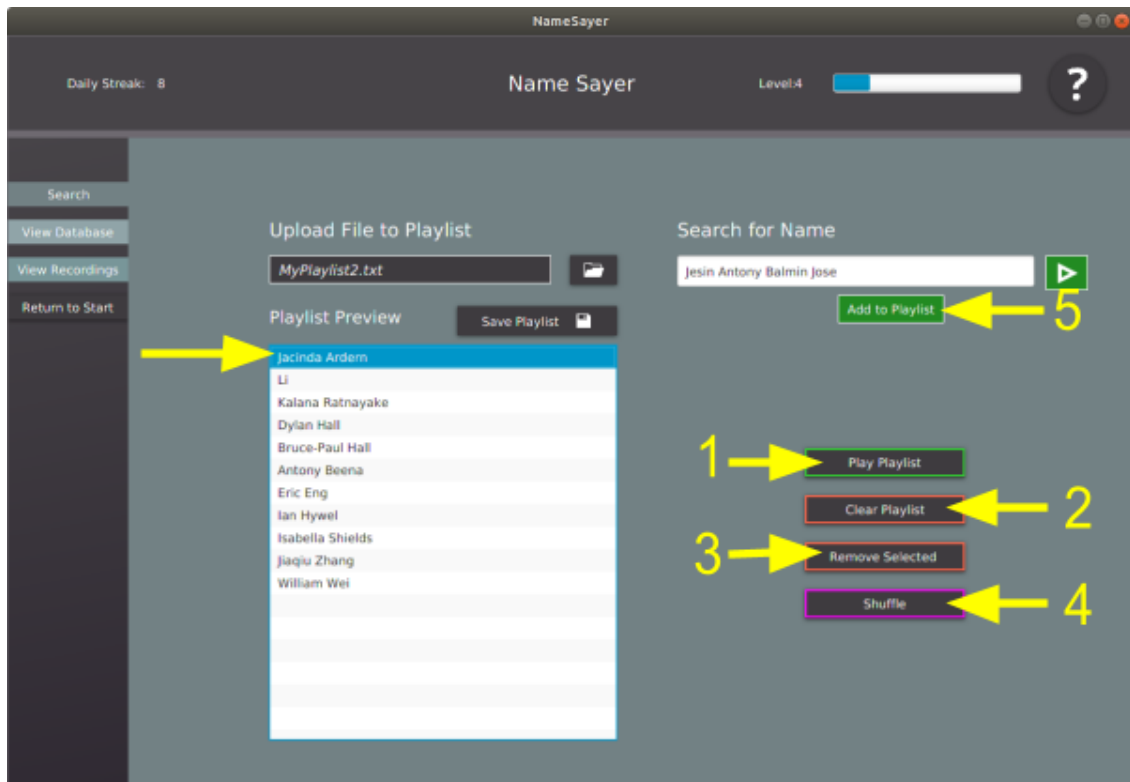 NameSayer
Daily Streak: 8
Name Sayer
Level:4
?
Search
View Database
View Recordings
Return to Start
Upload File to Playlist
MyPlaylist2.txt
Playlist Preview
Save Playlist
Jacinda Ardern
Li
Kalana Ratnayake
Dylan Hall
Bruce-Paul Hall
Antony Beena
Eric Eng
Ian Hywel
Isabella Shields
Jiaqiu Zhang
William Wei
Search for Name
Jesin Antony Balmin Jose
Add to Playlist
5
1
Play Playlist
Clear Playlist
2
3
Remove Selected
Shuffle
4